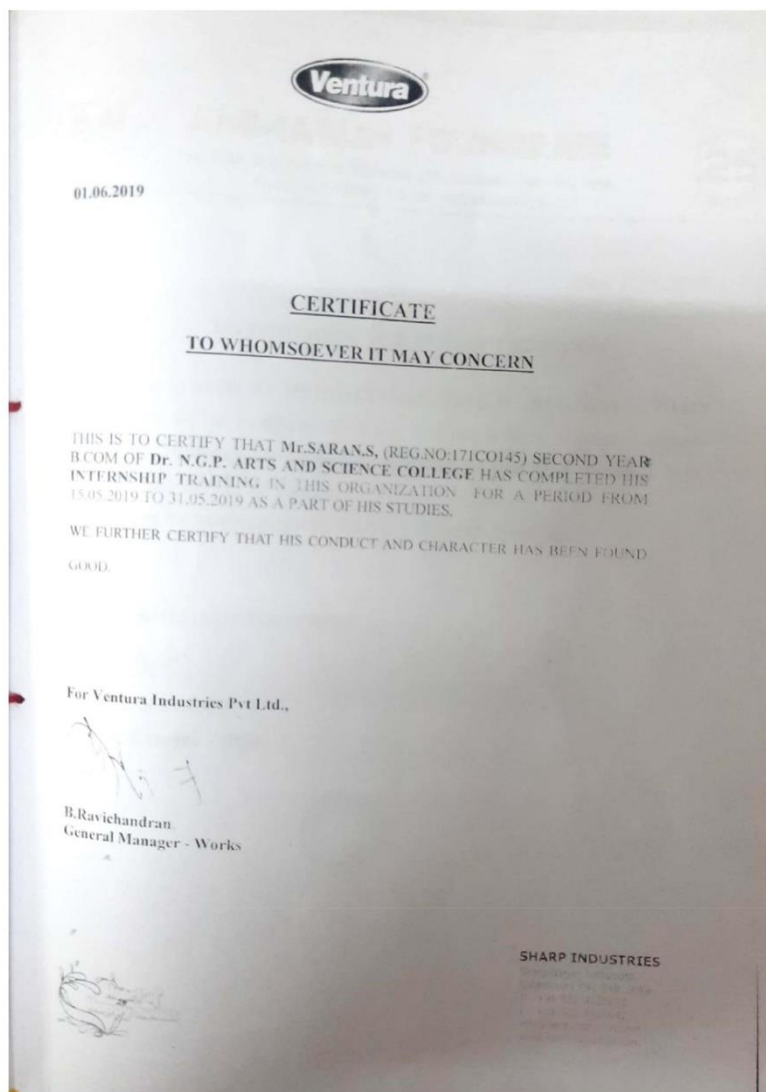 Ventura
01.06.2019
CERTIFICATE
TO WHOMSOEVER IT MAY CONCERN
THIS IS TO CERTIFY THAT Mr.SARAN.S, (REG.NO:171CO145) SECOND YEAR
B.COM OF Dr. N.G.P. ARTS AND SCIENCE COLLEGE HAS COMPLETED HIS
INTERNSHIP TRAINING IN THIS ORGANIZATION FOR A PERIOD FROM
15.05.2019 TO 31.05.2019 AS A PART OF HIS STUDIES.
WE FURTHER CERTIFY THAT HIS CONDUCT AND CHARACTER HAS BEEN FOUND
GOOD.
For Ventura Industries Pvt Ltd.,
B.Ravichandran
General Manager - Works
SHARP INDUSTRIES